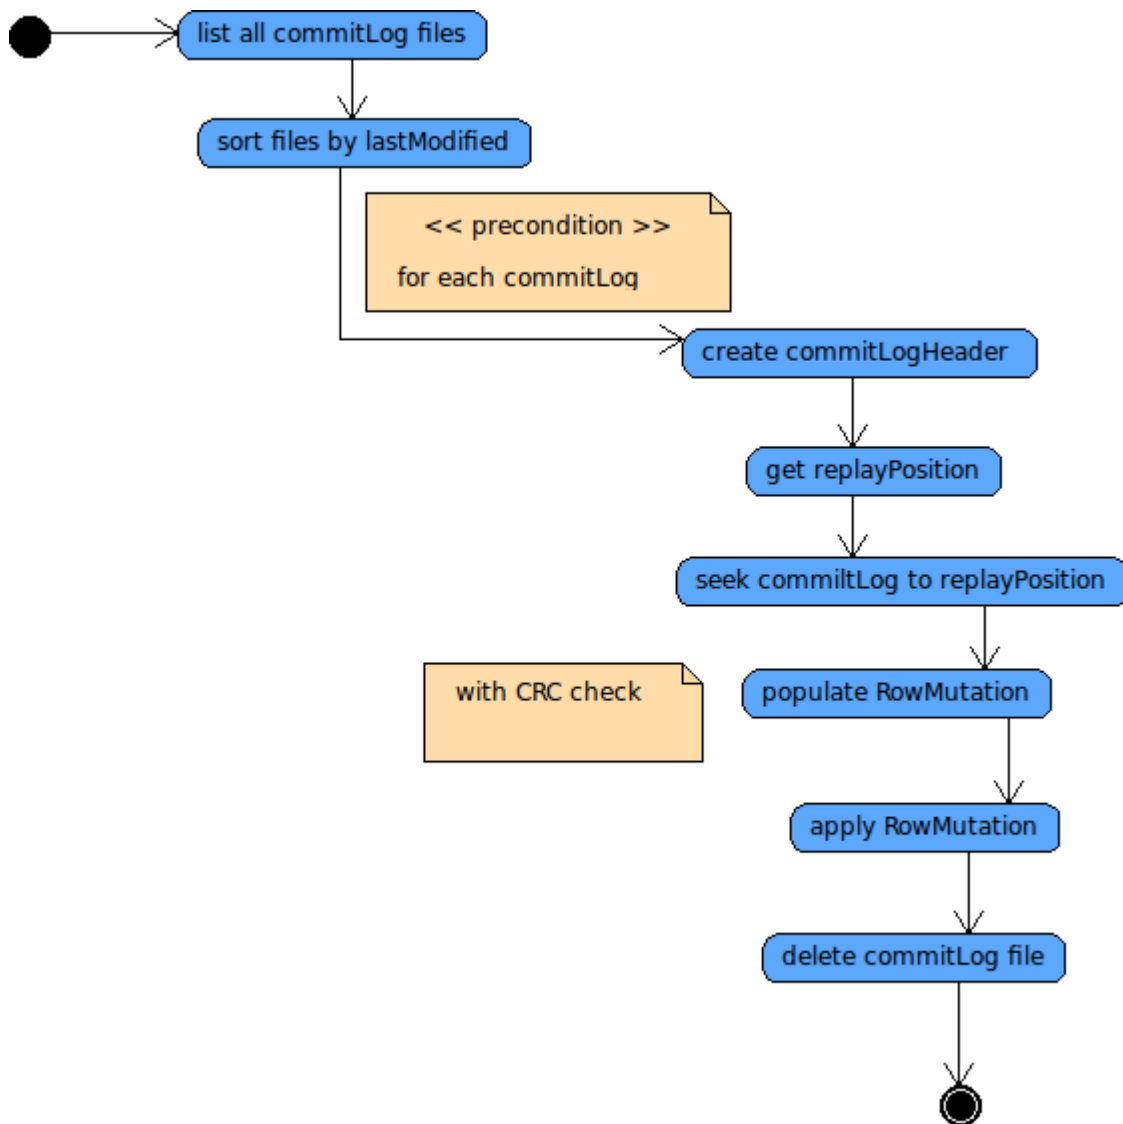 list all commitLog files
sort files by lastModified
<< precondition >>
for each commitLog
create commitLogHeader
get replayPosition
seek commiltLog to replayPosition
with CRC check
populate RowMutation
apply RowMutation
delete commitLog file